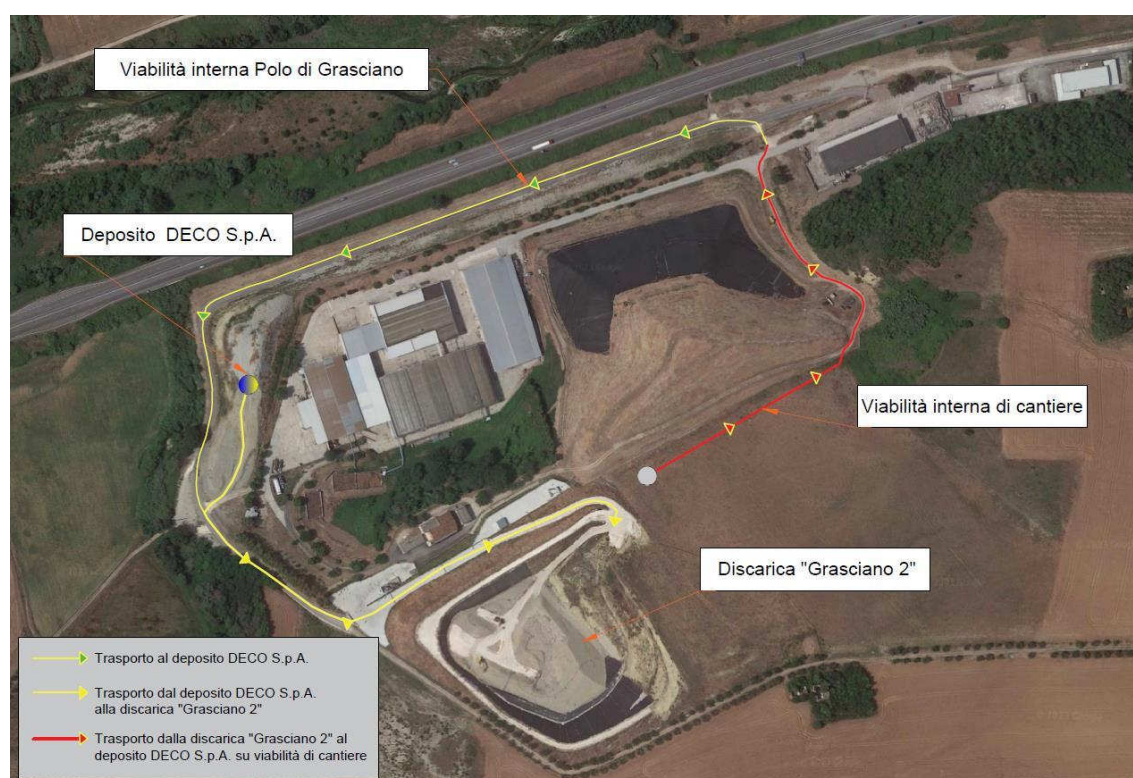 Viabilità interna Polo di Grasciano
Deposito DECO S.p.A.
Viabilità interna di cantiere
Discarica "Grasciano 2"
Trasporto al deposito DECO S.p.A.
Trasporto dal deposito DECO S.p.A.
alla discarica "Grasciano 2"
Trasporto dalla discarica "Grasciano 2" al
deposito DECO S.p.A. su viabilità di cantiere